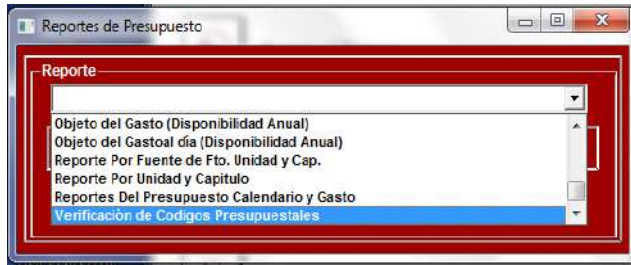 Reportes de Presupuesto
Reporte
Objeto del Gasto (Disponibilidad Anual)
Objeto del Gastoal día (Disponibilidad Anual)
Reporte Por Fuente de Fto. Unidad y Cap.
Reporte Por Unidad y Capitulo
Reportes Del Presupuesto Calendario y Gasto
Verificaciòn de Codigos Presupuestales